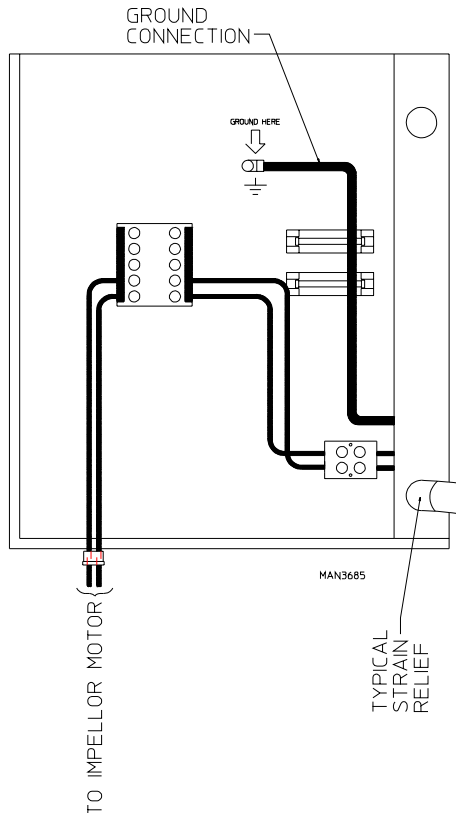 GROUND
CONNECTION
GROUND HERE
MAN3685
TYPICAL
STRAIN
RELIEF
TO IMPELLOR MOTOR